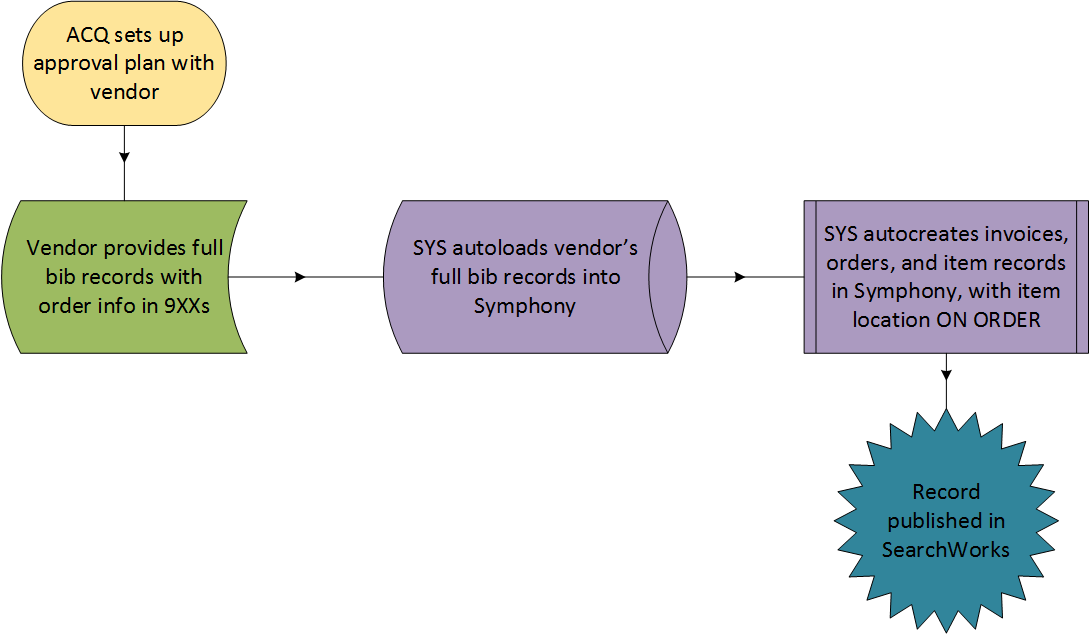 ACQ sets up
approval plan with
vendor
Vendor provides full
bib records with
order info in 9XXs
SYS autoloads vendor’s
full bib records into
Symphony
SYS autocreates invoices,
orders, and item records
in Symphony, with item
location ON ORDER
Record
published in
SearchWorks